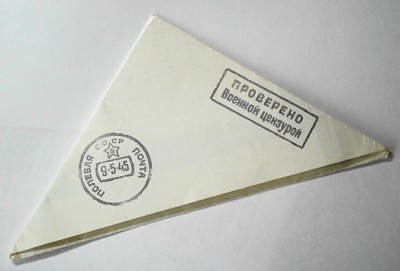 ПРОВЕРЕНО
Военной цензурой
СССР
ПОЛЕВАЯ ПОЧТА
9-5-45